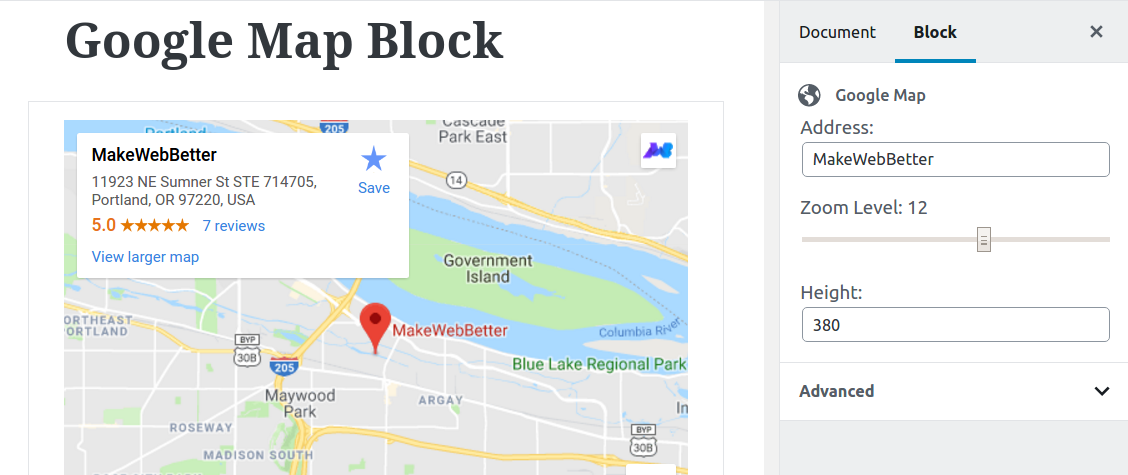 Google Map Block
Document
Block
Google Map
Address:
MakeWebBetter
Zoom Level: 12
Height:
380
Advanced
Portland
205
Cascade
Park East
MakeWebBetter
11923 NE Sumner St STE 714705,
Portland, OR 97220, USA
5.0
7 reviews
View larger map
Save
14
Government
Island
Columbia River
MakeWebBetter
Blue Lake Regional Park
BYP
30B
205
Maywood
Park
ARGAY
ROSEWAY
MADISON SOUTH
BYP
30B